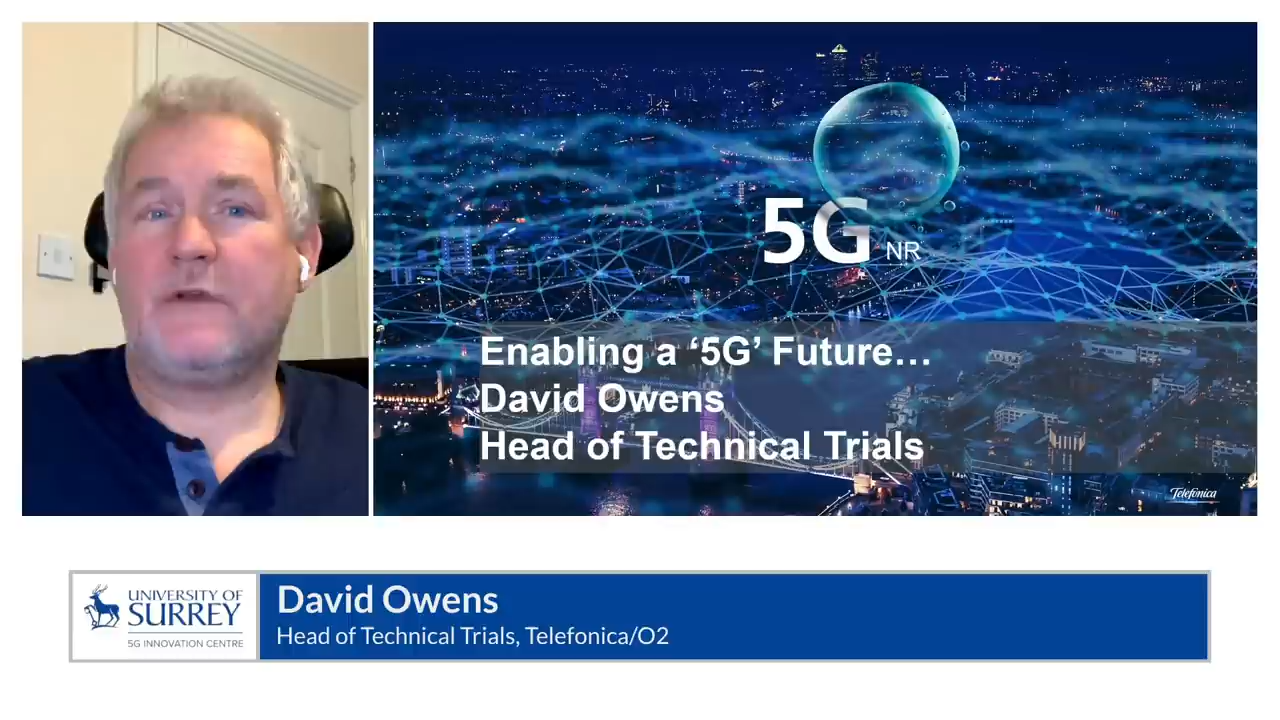 5G NR
Enabling a ‘5G’ Future…
David Owens
Head of Technical Trials
Telefónica
UNIVERSITY OF
SURREY
5G INNOVATION CENTRE
David Owens
Head of Technical Trials, Telefonica/O2